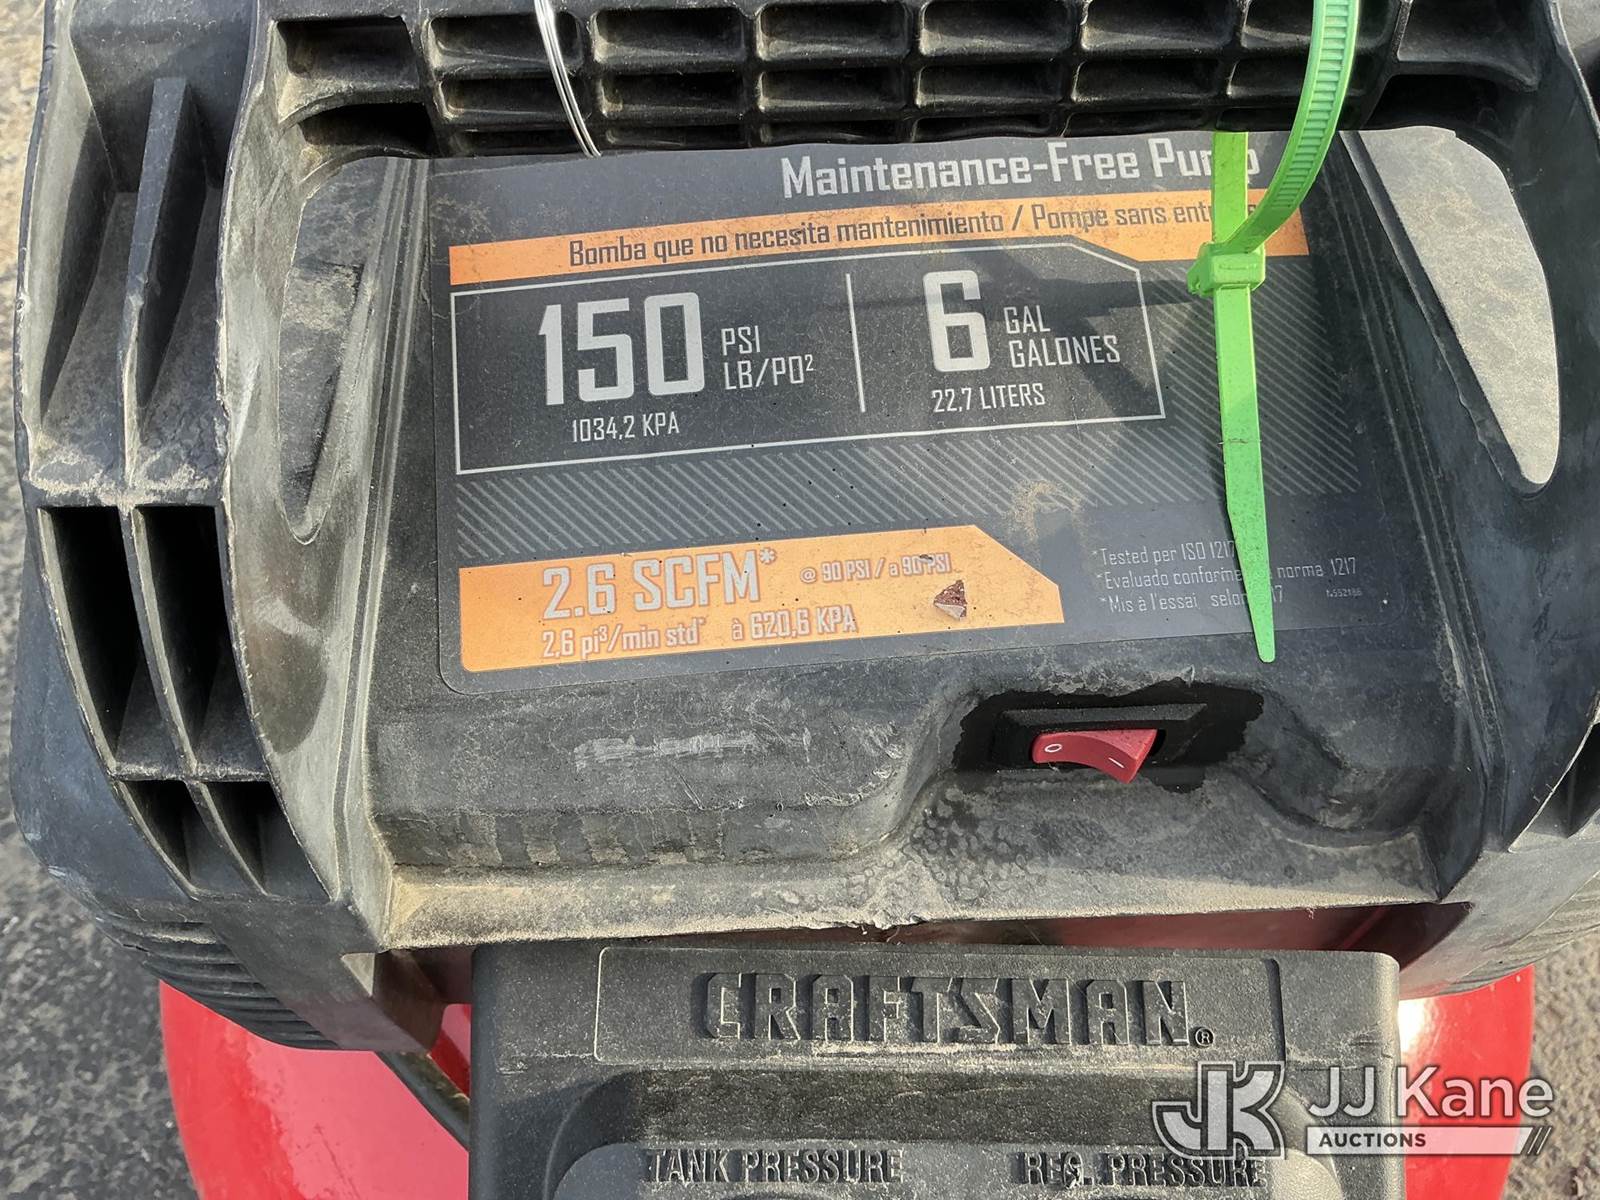 Maintenance-Free
Bomba que no necesita mantenimiento / Pompe sans
150 PSI LB/PO²
1034,2 KPA
6 GAL GALONES
22,7 LITERS
2.6 SCFM* @ 90 PSI / a 90 PSI
2,6 pi³/min std* à 620,6 KPA
*Tested per ISO 1217
*Evaluado conforme norma 1217
*Mis à l'essai selon
N552186
O I
CRAFTSMAN®
TANK PRESSURE REG. PRESSURE
JK JJ Kane
AUCTIONS